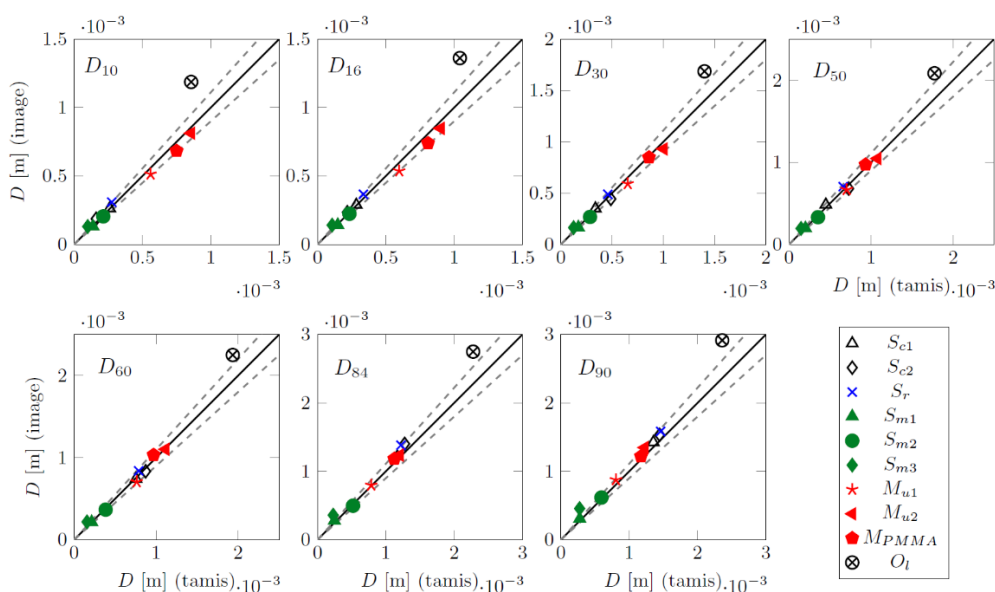 ·10⁻³ ·10⁻³ ·10⁻³ ·10⁻³
D₁₀ D₁₆ D₃₀ D₅₀
D [m] (image)
1.5 1.5 2
1 1 1.5 2
0.5 0.5 1 1
0 0 0.5 0
0
0 0.5 1 1.5 0 0.5 1 1.5 0 0.5 1 1.5 2 0 1 2
·10⁻³ ·10⁻³ ·10⁻³ D [m] (tamis) ·10⁻³
·10⁻³ ·10⁻³ ·10⁻³
D₆₀ D₈₄ D₉₀
D [m] (image)
3 3
2 2 2
1 1 1
0 0 0
0 1 2 0 1 2 3 0 1 2 3
D [m] (tamis) ·10⁻³ D [m] (tamis) ·10⁻³ D [m] (tamis) ·10⁻³
S_c1
S_c2
S_r
S_m1
S_m2
S_m3
M_u1
M_u2
M_PMMA
O_l